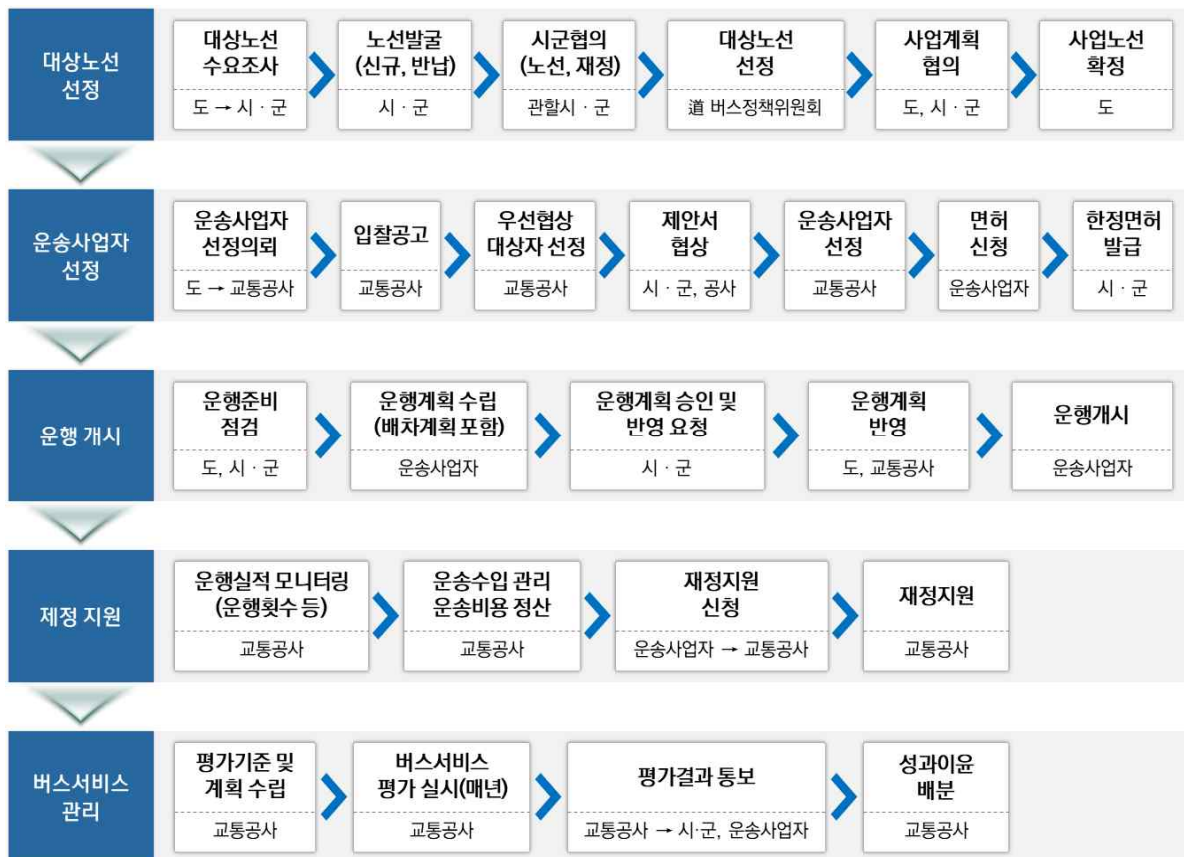 대상노선
선정
대상노선
수요조사
도 → 시 · 군
노선발굴
(신규, 반납)
시 · 군
시군협의
(노선, 재정)
관할시 · 군
대상노선
선정
道 버스정책위원회
사업계획
협의
도, 시 · 군
사업노선
확정
도
운송사업자
선정
운송사업자
선정의뢰
도 → 교통공사
입찰공고
교통공사
우선협상
대상자 선정
교통공사
제안서
협상
시 · 군, 공사
운송사업자
선정
교통공사
면허
신청
운송사업자
한정면허
발급
시 · 군
운행 개시
운행준비
점검
도, 시 · 군
운행계획 수립
(배차계획 포함)
운송사업자
운행계획 승인 및
반영 요청
시 · 군
운행계획
반영
도, 교통공사
운행개시
운송사업자
제정 지원
운행실적 모니터링
(운행횟수 등)
교통공사
운송수입 관리
운송비용 정산
교통공사
재정지원
신청
운송사업자 → 교통공사
재정지원
교통공사
버스서비스
관리
평가기준 및
계획 수립
교통공사
버스서비스
평가 실시(매년)
교통공사
평가결과 통보
교통공사 → 시·군, 운송사업자
성과이윤
배분
교통공사